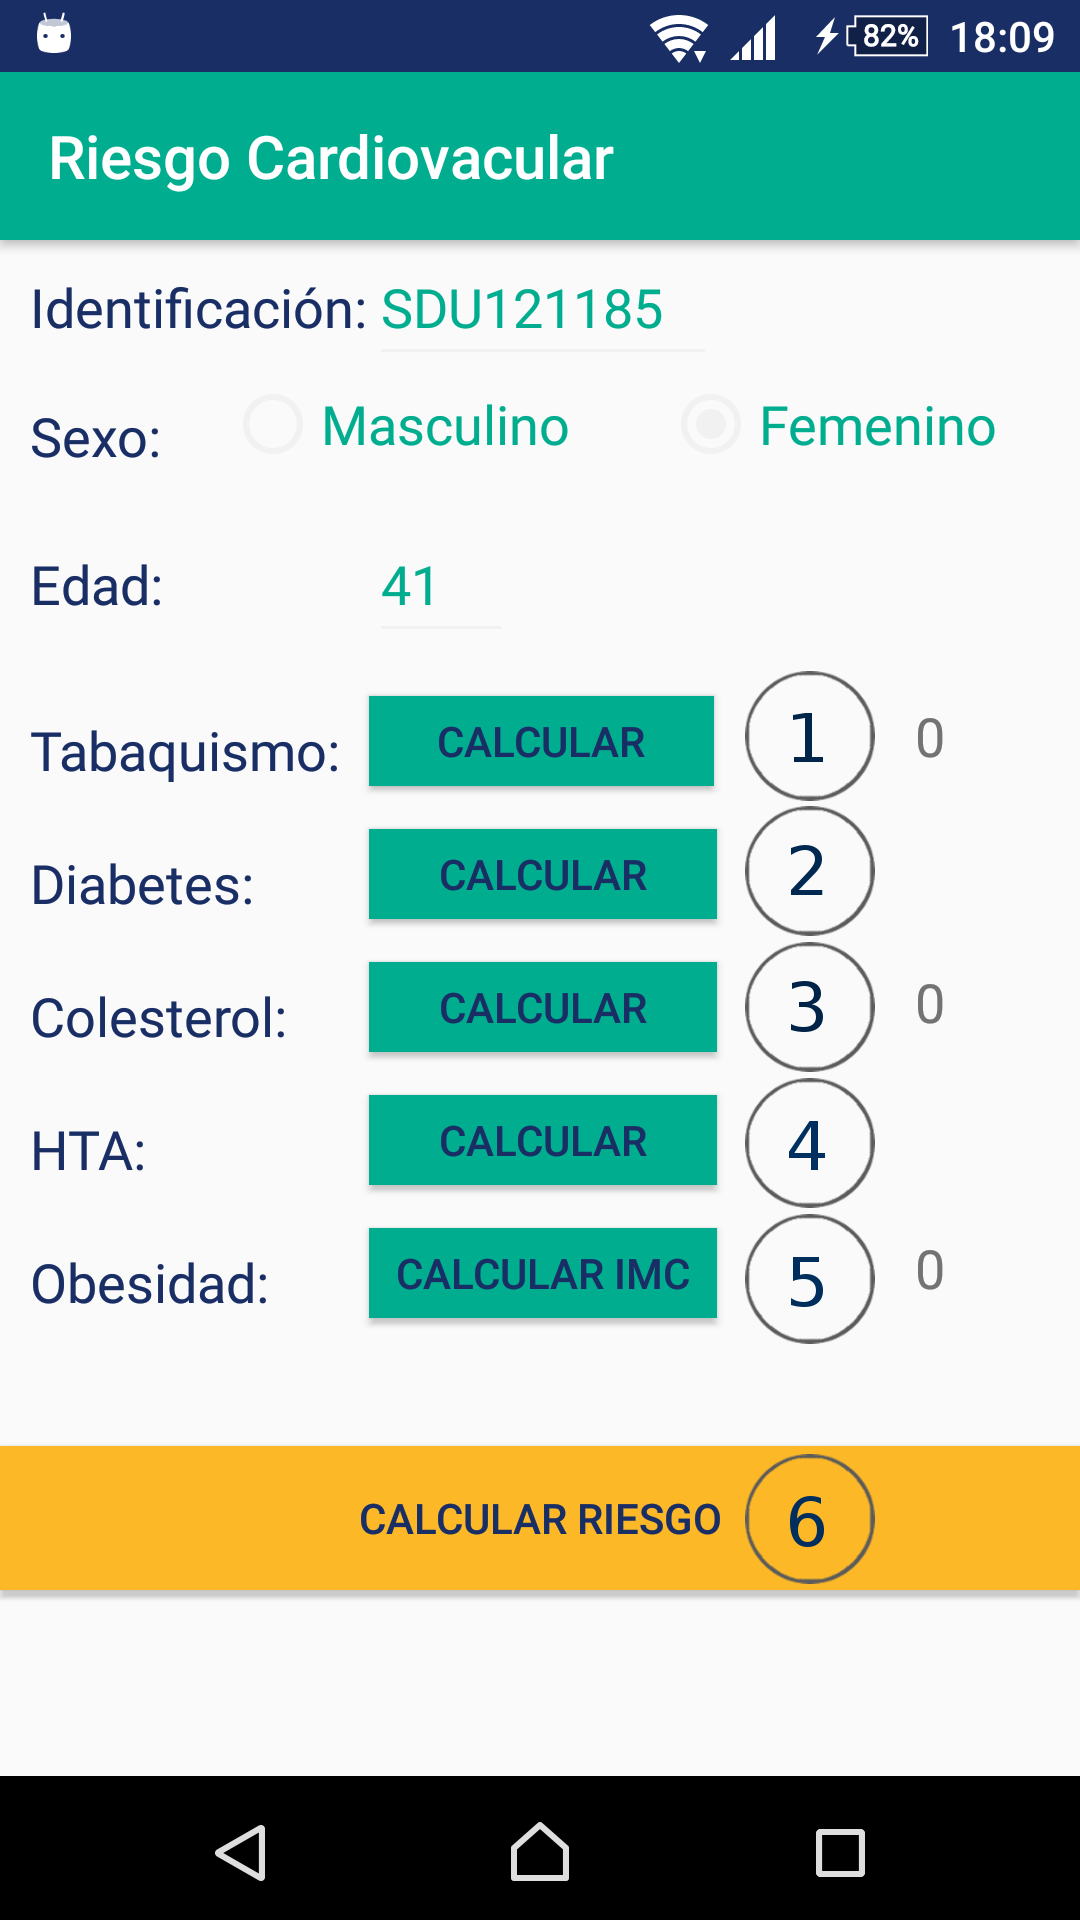 82% 18:09
Riesgo Cardiovacular
Identificación: SDU121185
Sexo: Masculino Femenino
Edad: 41
Tabaquismo: CALCULAR 1 0
Diabetes: CALCULAR 2
Colesterol: CALCULAR 3 0
HTA: CALCULAR 4
Obesidad: CALCULAR IMC 5 0
CALCULAR RIESGO 6